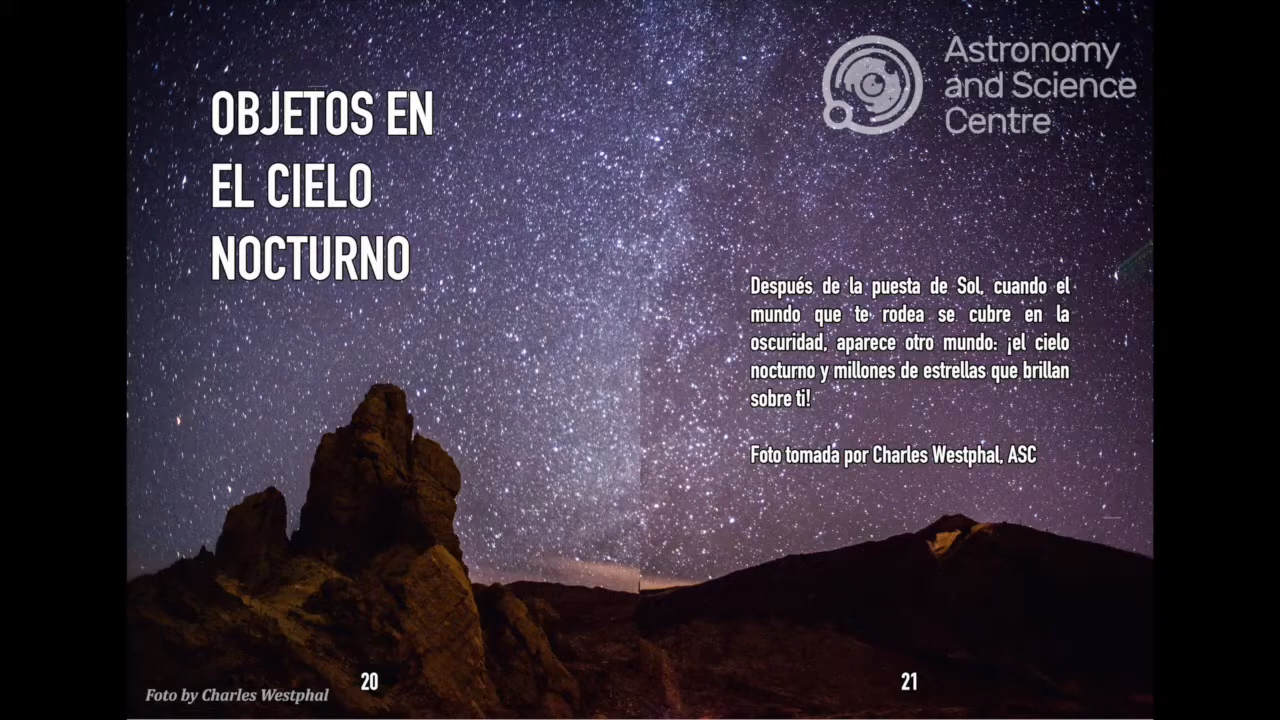 OBJETOS EN
EL CIELO
NOCTURNO
Astronomy
and Science
Centre
Después de la puesta de Sol, cuando el
mundo que te rodea se cubre en la
oscuridad, aparece otro mundo: ¡el cielo
nocturno y millones de estrellas que brillan
sobre ti!
Foto tomada por Charles Westphal, ASC
Foto by Charles Westphal
20
21